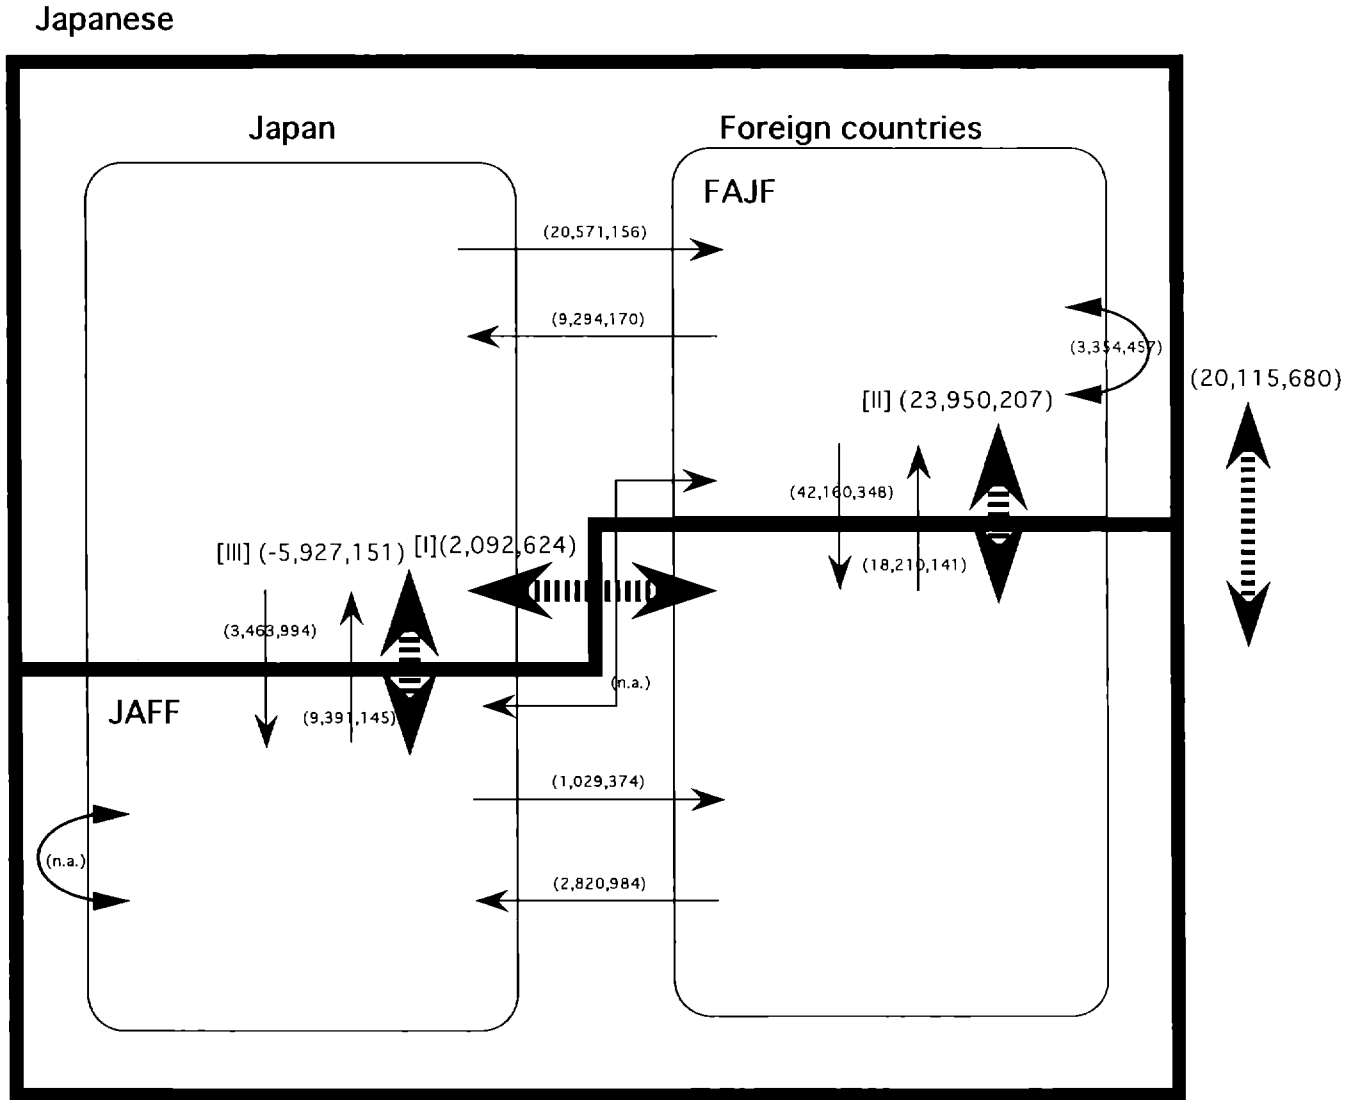 Japanese
Japan
Foreign countries
FAJF
(20,571,156)
(9,294,170)
(3,354,457)
(20,115,680)
[II] (23,950,207)
(42,160,348)
[III] (-5,927,151)
[I](2,092,624)
(18,210,141)
(3,463,994)
(n.a.)
JAFF
(9,391,145)
(1,029,374)
(n.a.)
(2,820,984)